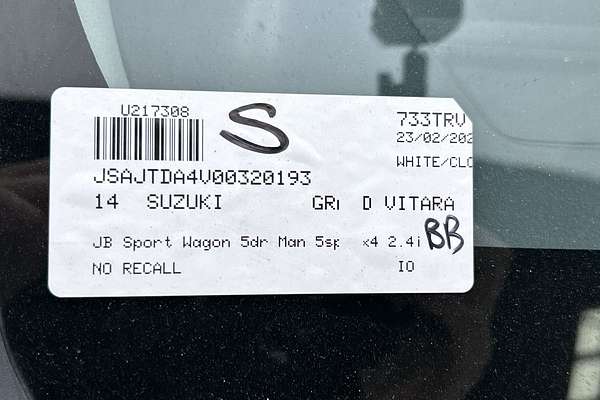 U217308 S 733TRV
23/02/202
JSAJTDA4V00320193 WHITE/CLO
14 SUZUKI GR D VITARA
JB Sport Wagon 5dr Man 5sp x4 2.4i BB
NO RECALL IO